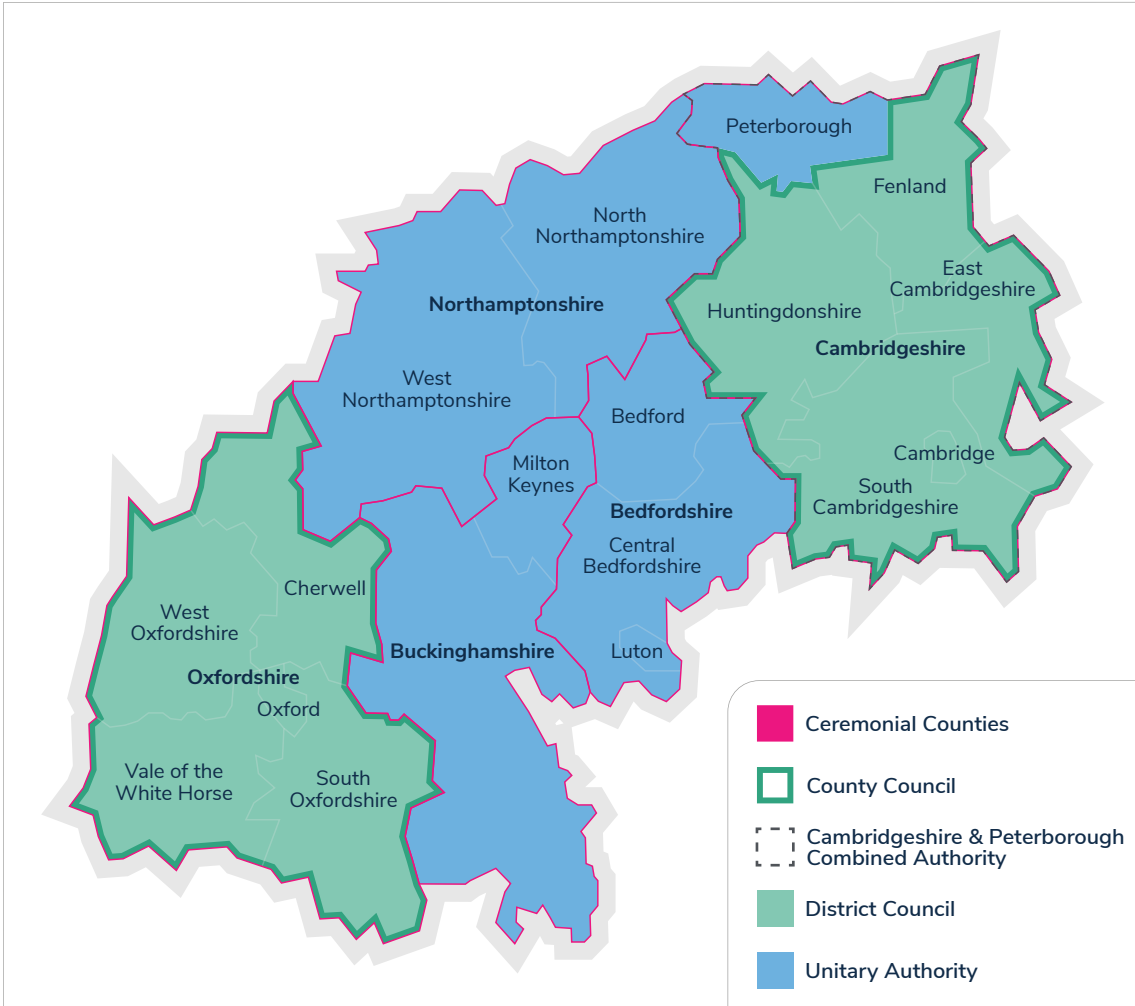 Peterborough
Fenland
North
Northamptonshire
East
Cambridgeshire
Northamptonshire
Huntingdonshire
Cambridgeshire
West
Northamptonshire
Bedford
Cambridge
Milton
Keynes
South
Cambridgeshire
Bedfordshire
Central
Bedfordshire
Cherwell
West
Oxfordshire
Buckinghamshire
Luton
Oxfordshire
Oxford
Vale of the
White Horse
South
Oxfordshire
Ceremonial Counties
County Council
Cambridgeshire & Peterborough
Combined Authority
District Council
Unitary Authority